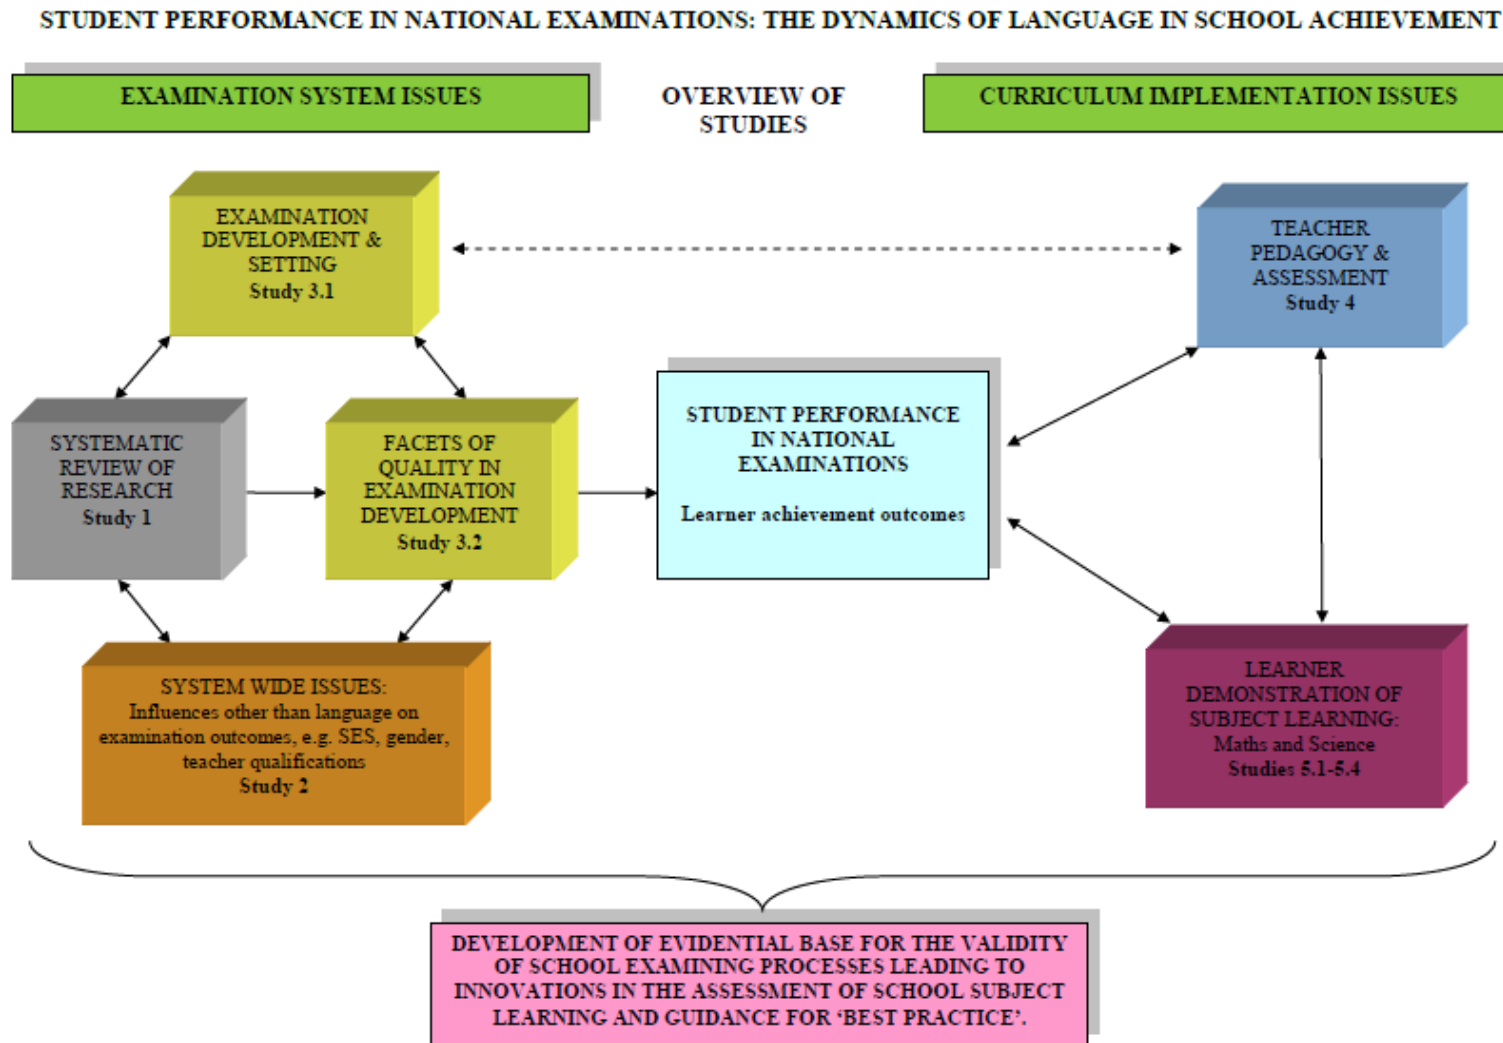 STUDENT PERFORMANCE IN NATIONAL EXAMINATIONS: THE DYNAMICS OF LANGUAGE IN SCHOOL ACHIEVEMENT
EXAMINATION SYSTEM ISSUES
OVERVIEW OF
STUDIES
CURRICULUM IMPLEMENTATION ISSUES
EXAMINATION
DEVELOPMENT &
SETTING
Study 3.1
TEACHER
PEDAGOGY &
ASSESSMENT
Study 4
SYSTEMATIC
REVIEW OF
RESEARCH
Study 1
FACETS OF
QUALITY IN
EXAMINATION
DEVELOPMENT
Study 3.2
STUDENT PERFORMANCE
IN NATIONAL
EXAMINATIONS
Learner achievement outcomes
SYSTEM WIDE ISSUES:
Influences other than language on
examination outcomes, e.g. SES, gender,
teacher qualifications
Study 2
LEARNER
DEMONSTRATION OF
SUBJECT LEARNING:
Maths and Science
Studies 5.1-5.4
DEVELOPMENT OF EVIDENTIAL BASE FOR THE VALIDITY
OF SCHOOL EXAMINING PROCESSES LEADING TO
INNOVATIONS IN THE ASSESSMENT OF SCHOOL SUBJECT
LEARNING AND GUIDANCE FOR ‘BEST PRACTICE’.